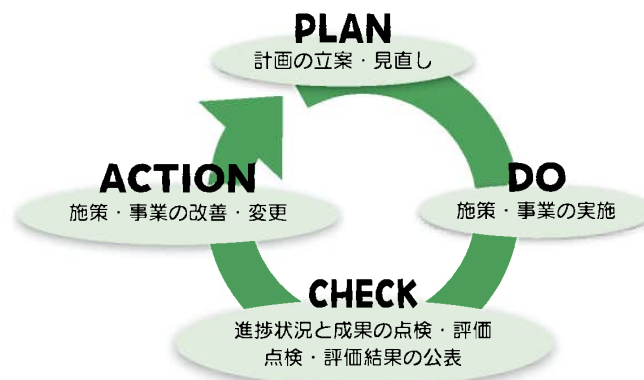 PLAN
計画の立案・見直し
DO
施策・事業の実施
CHECK
進捗状況と成果の点検・評価
点検・評価結果の公表
ACTION
施策・事業の改善・変更